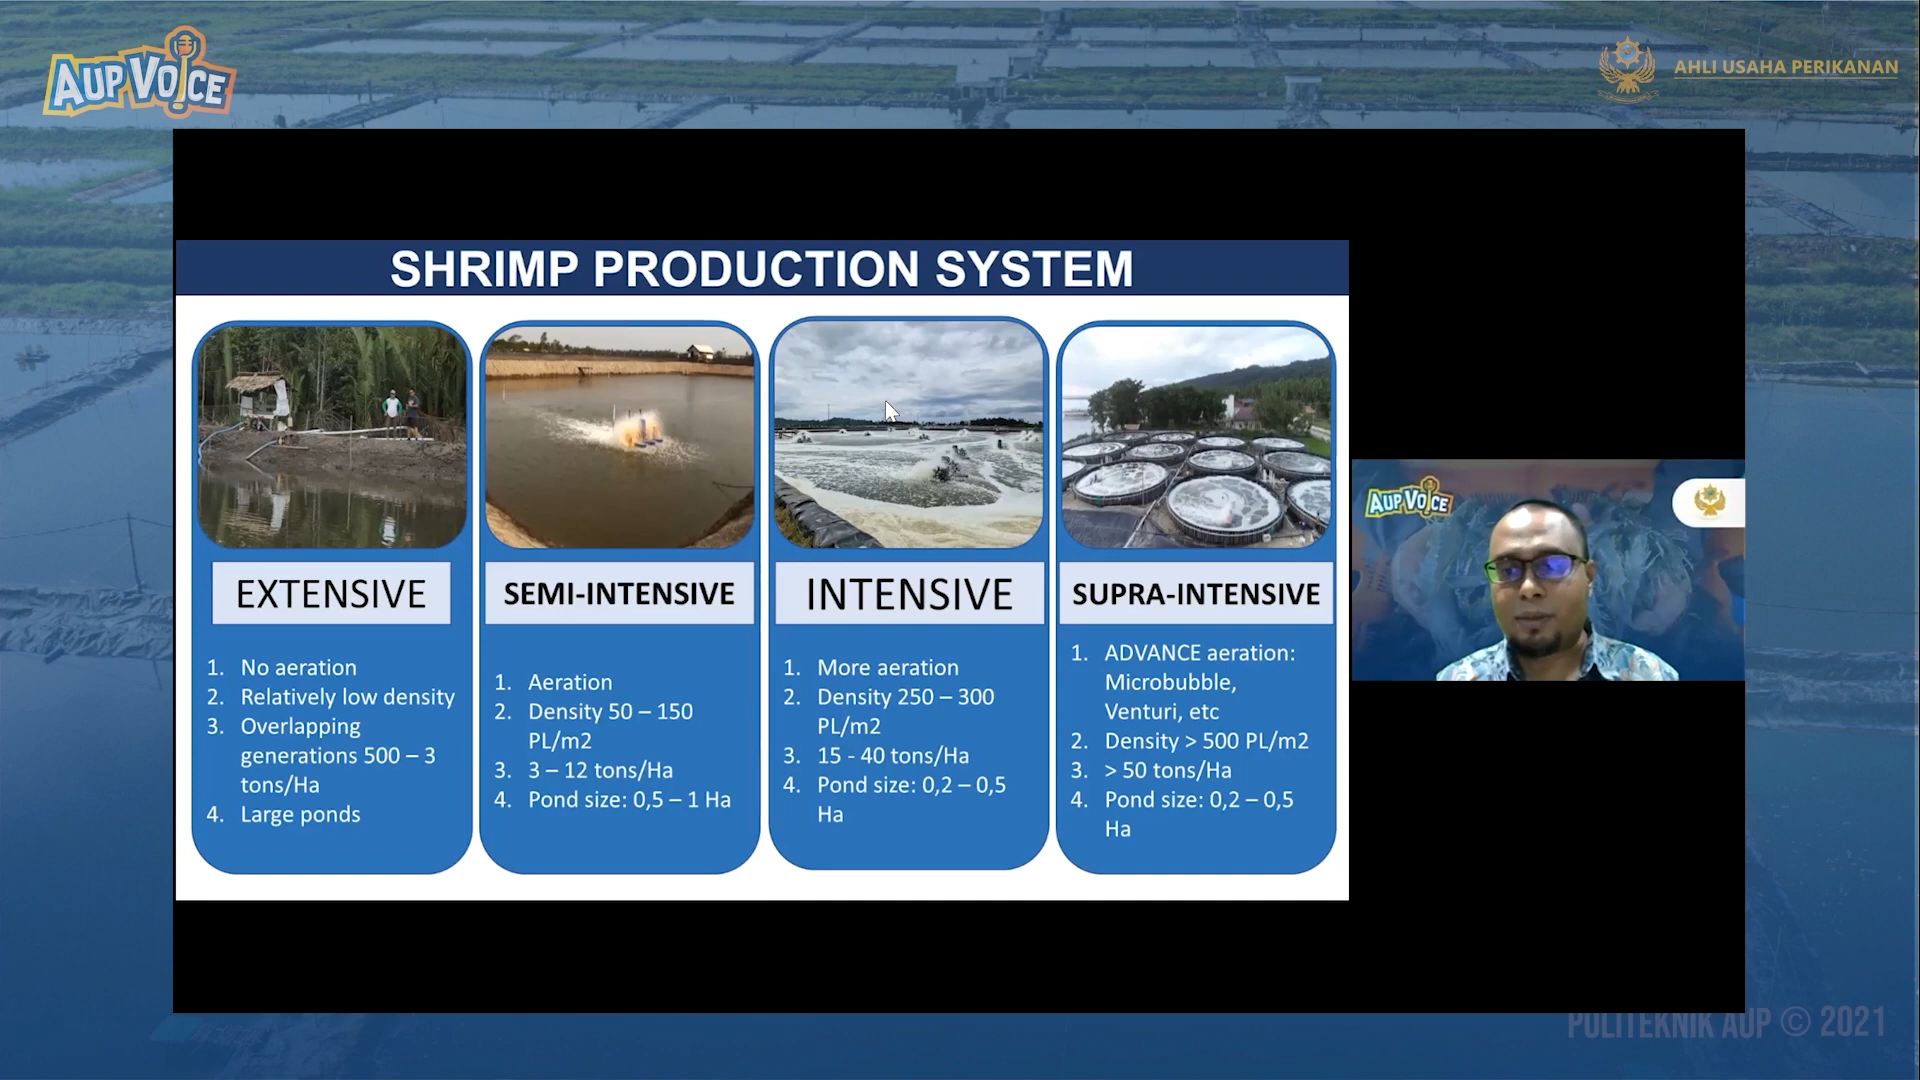 AUP VOICE
AHLI USAHA PERIKANAN
SHRIMP PRODUCTION SYSTEM
EXTENSIVE
1. No aeration
2. Relatively low density
3. Overlapping
generations 500 – 3
tons/Ha
4. Large ponds
SEMI-INTENSIVE
1. Aeration
2. Density 50 – 150
PL/m2
3. 3 – 12 tons/Ha
4. Pond size: 0,5 – 1 Ha
INTENSIVE
1. More aeration
2. Density 250 – 300
PL/m2
3. 15 - 40 tons/Ha
4. Pond size: 0,2 – 0,5
Ha
SUPRA-INTENSIVE
1. ADVANCE aeration:
Microbubble,
Venturi, etc
2. Density > 500 PL/m2
3. > 50 tons/Ha
4. Pond size: 0,2 – 0,5
Ha
AUP VOICE
POLITEKNIK AUP © 2021